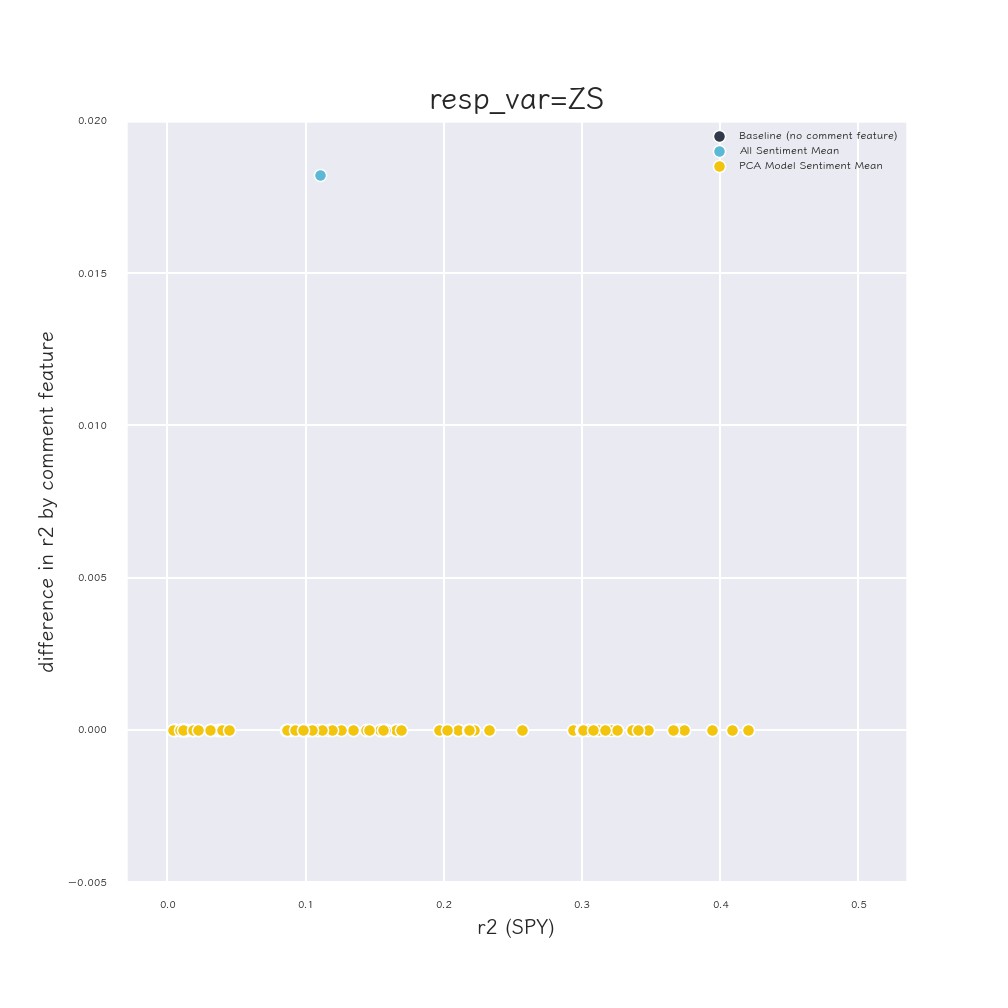 resp_var=ZS
0.020
Baseline (no comment feature)
All Sentiment Mean
PCA Model Sentiment Mean
0.015
0.010
0.005
0.000
−0.005
difference in r2 by comment feature
0.0 0.1 0.2 0.3 0.4 0.5
r2 (SPY)